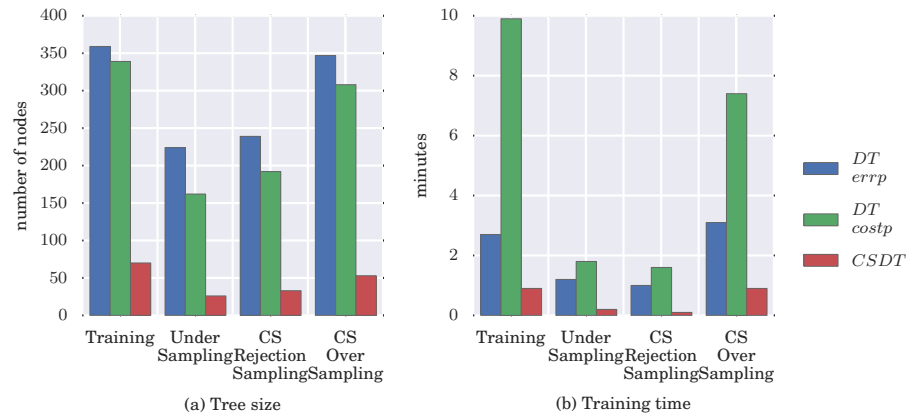 400
350
300
250
200
150
100
50
0
number of nodes
Training
Under
Sampling
CS
Rejection
Sampling
CS
Over
Sampling
(a) Tree size
10
8
6
4
2
0
minutes
Training
Under
Sampling
CS
Rejection
Sampling
CS
Over
Sampling
(b) Training time
DT
errp
DT
costp
CSDT